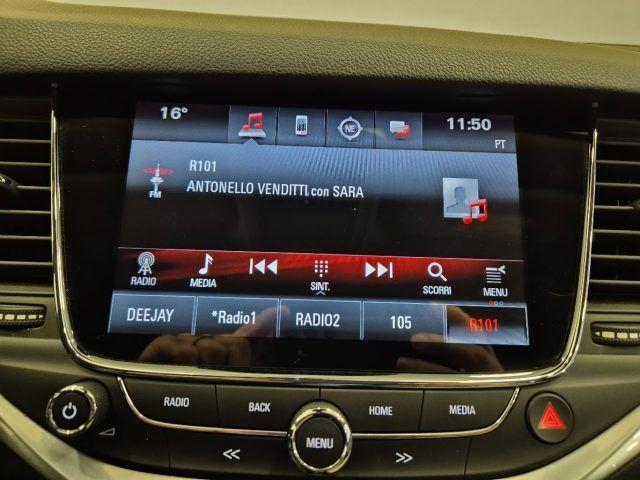 16°
NE
11:50
PT
R101
ANTONELLO VENDITTI con SARA
FM
RADIO
MEDIA
SINT.
SCORRI
MENU
DEEJAY
*Radio1
RADIO2
105
R101
RADIO
BACK
HOME
MEDIA
MENU